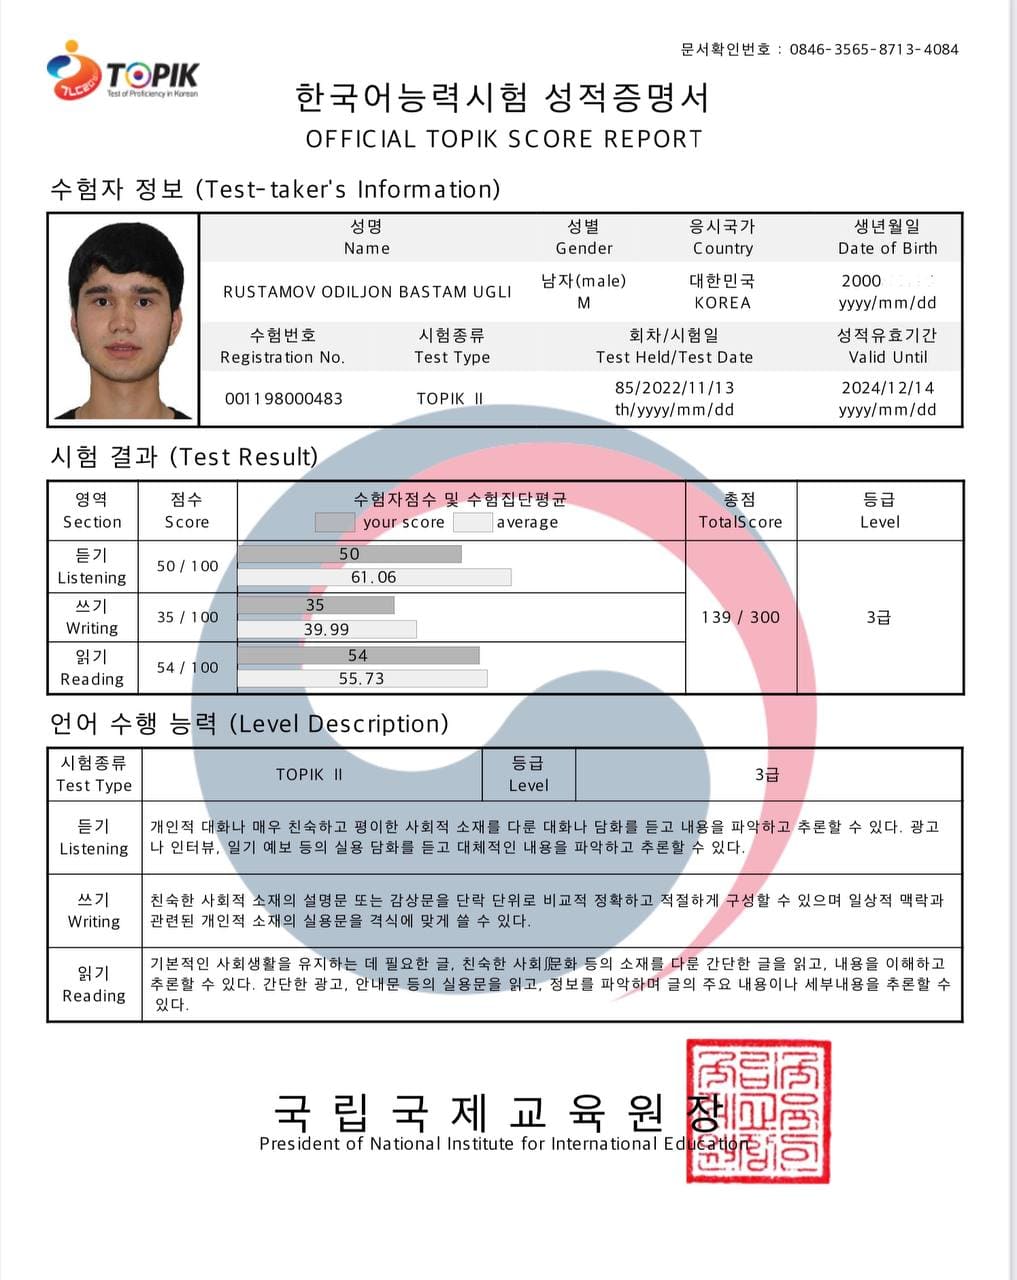 TOPIK
Test of Proficiency in Korean
문서확인번호 : 0846-3565-8713-4084
한국어능력시험 성적증명서
OFFICIAL TOPIK SCORE REPORT
수험자 정보 (Test-taker's Information)
성명 성별 응시국가 생년월일
Name Gender Country Date of Birth
RUSTAMOV ODILJON BASTAM UGLI 남자(male) 대한민국 2000
M KOREA yyyy/mm/dd
수험번호 시험종류 회차/시험일 성적유효기간
Registration No. Test Type Test Held/Test Date Valid Until
001198000483 TOPIK II 85/2022/11/13 2024/12/14
th/yyyy/mm/dd yyyy/mm/dd
시험 결과 (Test Result)
영역 점수 수험자점수 및 수험집단평균 총점 등급
Section Score your score average TotalScore Level
듣기 50 / 100 50
Listening 61.06
쓰기 35 / 100 35 139 / 300 3급
Writing 39.99
읽기 54 / 100 54
Reading 55.73
언어 수행 능력 (Level Description)
시험종류 TOPIK II 등급 3급
Test Type Level
듣기 개인적 대화나 매우 친숙하고 평이한 사회적 소재를 다룬 대화나 담화를 듣고 내용을 파악하고 추론할 수 있다. 광고
Listening 나 인터뷰, 일기 예보 등의 실용 담화를 듣고 대체적인 내용을 파악하고 추론할 수 있다.
쓰기 친숙한 사회적 소재의 설명문 또는 감상문을 단락 단위로 비교적 정확하고 적절하게 구성할 수 있으며 일상적 맥락과
Writing 관련된 개인적 소재의 실용문을 격식에 맞게 쓸 수 있다.
읽기 기본적인 사회생활을 유지하는 데 필요한 글, 친숙한 사회문화 등의 소재를 다룬 간단한 글을 읽고, 내용을 이해하고
Reading 추론할 수 있다. 간단한 광고, 안내문 등의 실용문을 읽고, 정보를 파악하며 글의 주요 내용이나 세부내용을 추론할 수
있다.
국립국제교육원장
President of National Institute for International Education